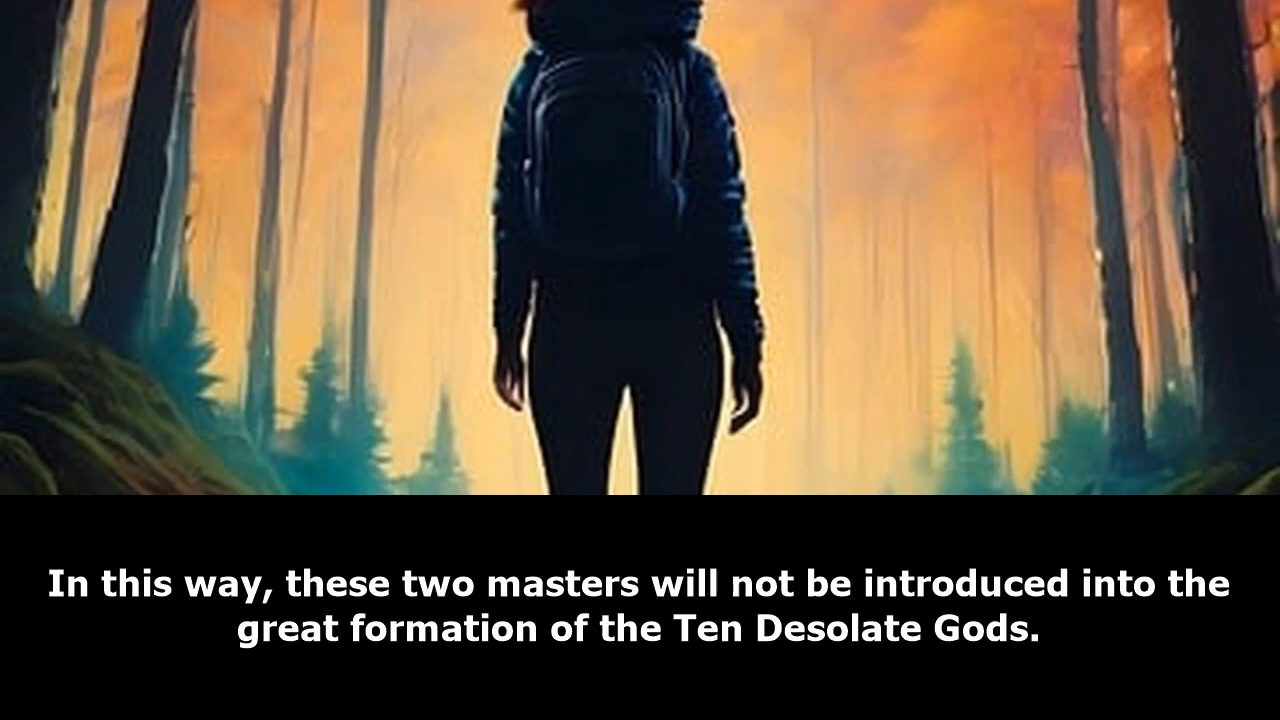 In this way, these two masters will not be introduced into the
great formation of the Ten Desolate Gods.